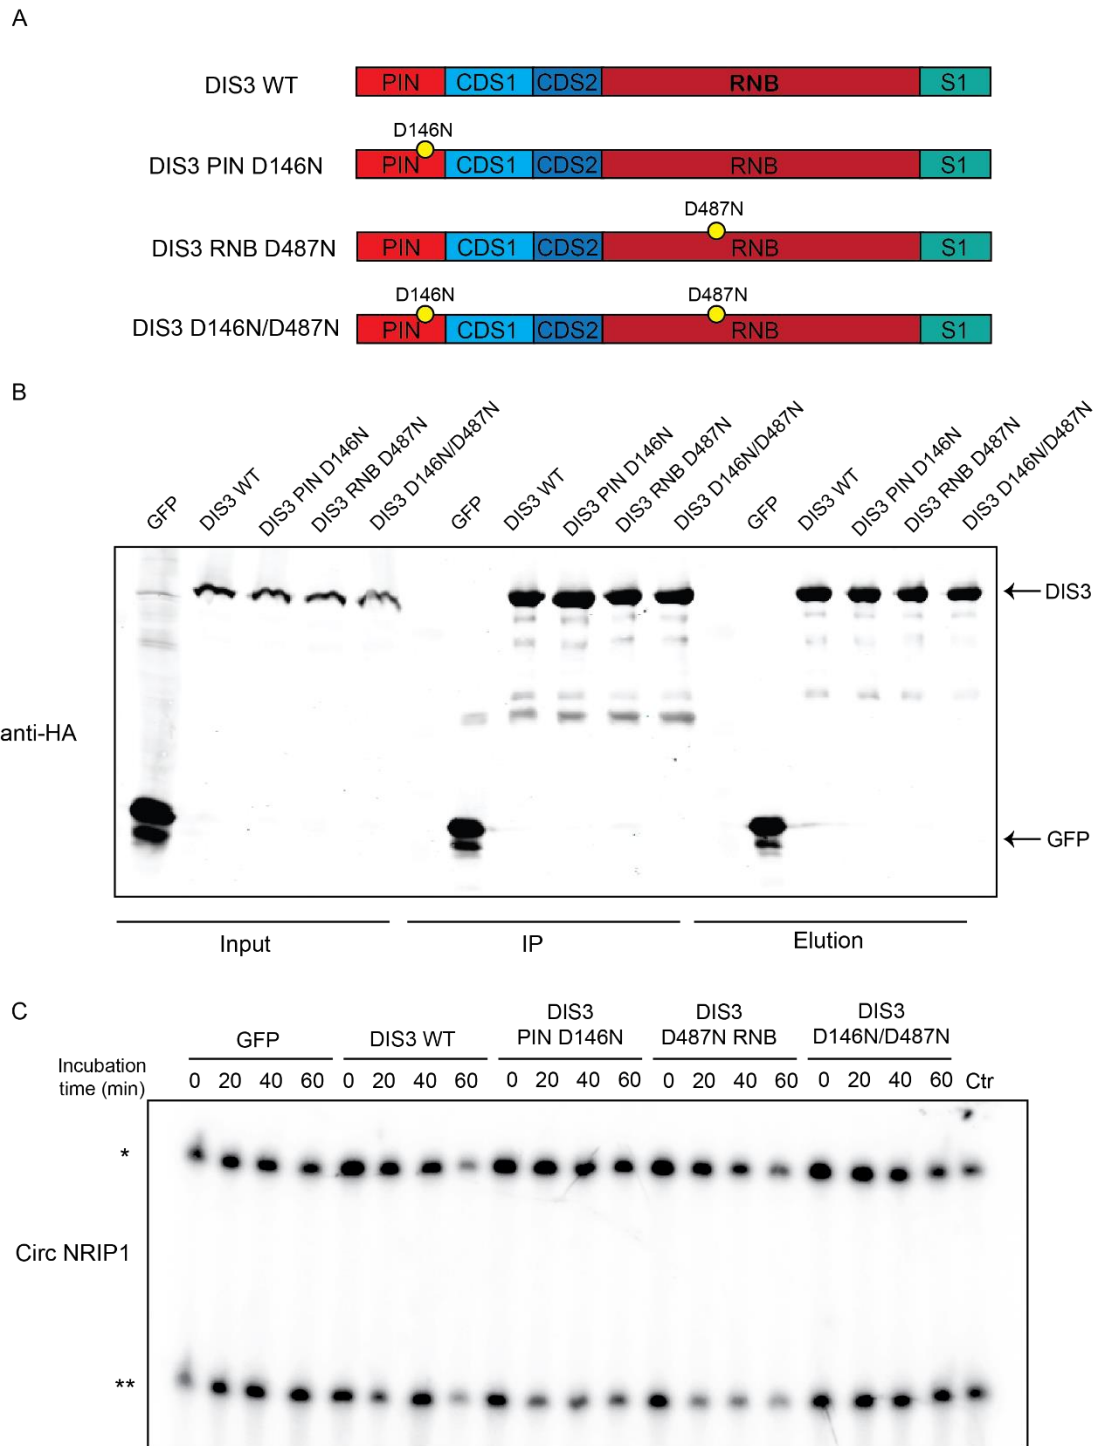 A
DIS3 WT
PIN CDS1 CDS2 RNB S1
D146N
DIS3 PIN D146N
PIN CDS1 CDS2 RNB S1
D487N
DIS3 RNB D487N
PIN CDS1 CDS2 RNB S1
D146N D487N
DIS3 D146N/D487N
PIN CDS1 CDS2 RNB S1
B
GFP DIS3 WT DIS3 PIN D146N DIS3 RNB D487N DIS3 D146N/D487N GFP DIS3 WT DIS3 PIN D146N DIS3 RNB D487N DIS3 D146N/D487N GFP DIS3 WT DIS3 PIN D146N DIS3 RNB D487N DIS3 D146N/D487N
DIS3
anti-HA
GFP
Input IP Elution
C
GFP DIS3 WT DIS3 PIN D146N DIS3 D487N RNB DIS3 D146N/D487N
Incubation time (min)
0 20 40 60 0 20 40 60 0 20 40 60 0 20 40 60 0 20 40 60 Ctr
*
Circ NRIP1
**